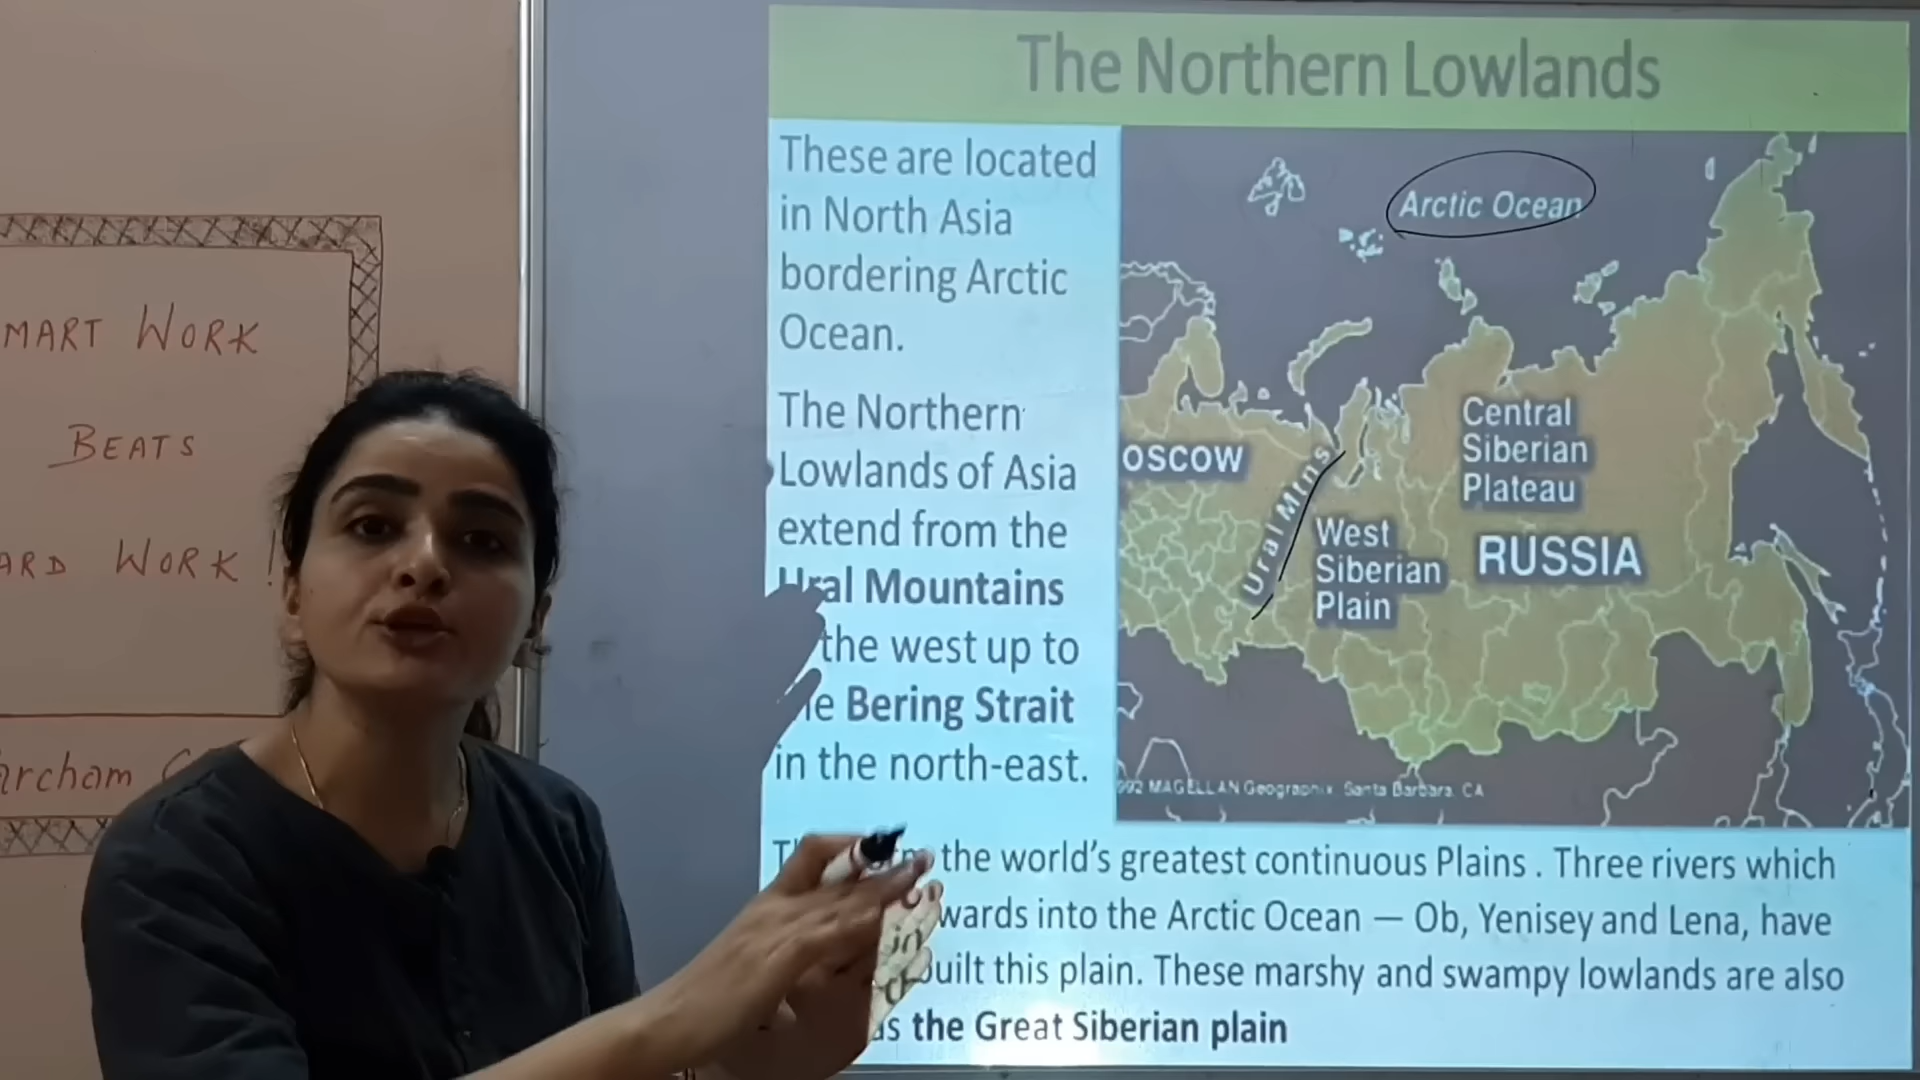 MART WORK
BEATS
ARD WORK !
archam
The Northern Lowlands
These are located
in North Asia
bordering Arctic
Ocean.
The Northern
Lowlands of Asia
extend from the
Ural Mountains
the west up to
Bering Strait
in the north-east.
the world's greatest continuous Plains . Three rivers which
wards into the Arctic Ocean — Ob, Yenisey and Lena, have
built this plain. These marshy and swampy lowlands are also
as the Great Siberian plain
Arctic Ocean
OSCOW
Ural Mtns
Central
Siberian
Plateau
West
Siberian
Plain
RUSSIA
992 MAGELLAN Geographix Santa Barbara, CA
in